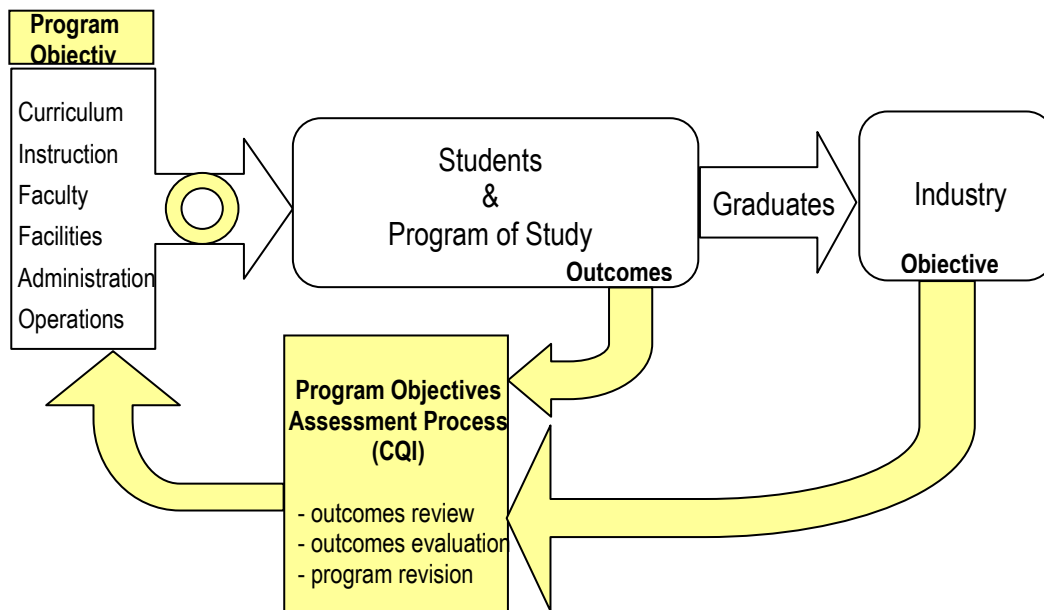 Program
Objectiv
Curriculum
Instruction
Faculty
Facilities
Administration
Operations
Students
&
Program of Study
Outcomes
Graduates
Industry
Obiective
Program Objectives
Assessment Process
(CQI)
- outcomes review
- outcomes evaluation
- program revision